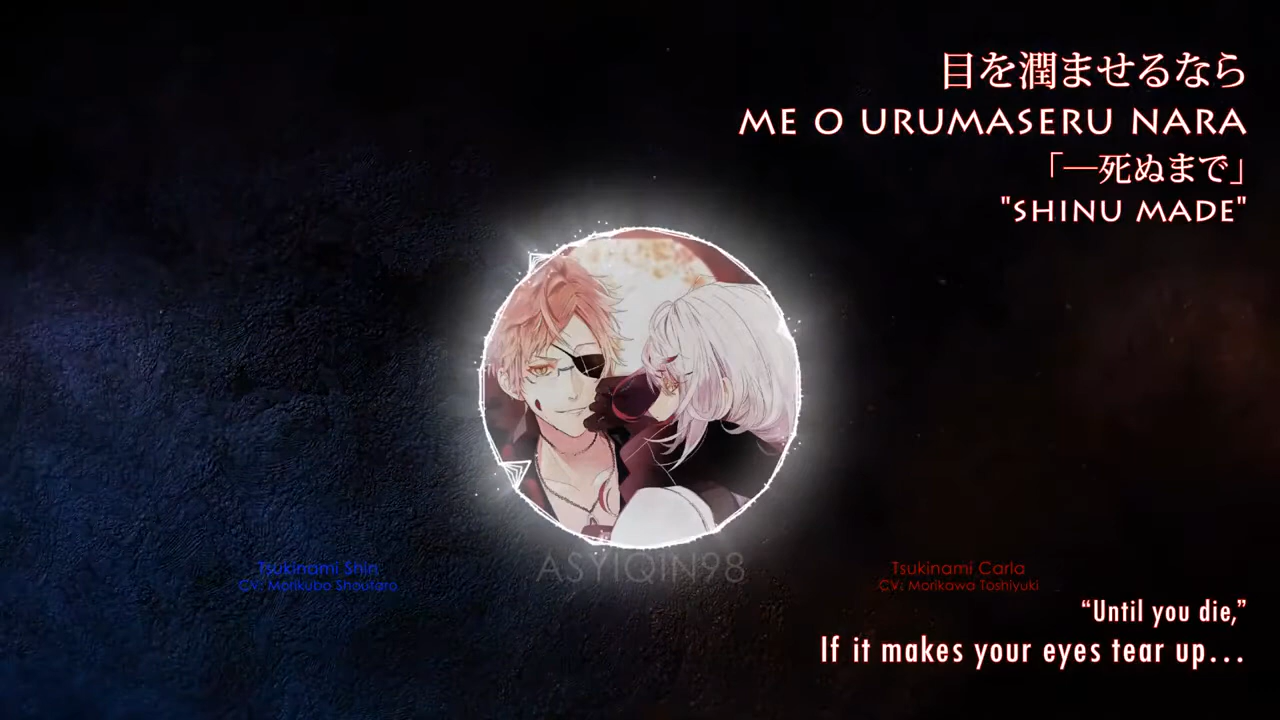 目を潤ませるなら
ME O URUMASERU NARA
「―死ぬまで」
"SHINU MADE"
ASYIQIN98
Tsukinami Shin
CV: Morikubo Shoutaro
Tsukinami Carla
CV: Morikawa Toshiyuki
“Until you die,”
If it makes your eyes tear up...